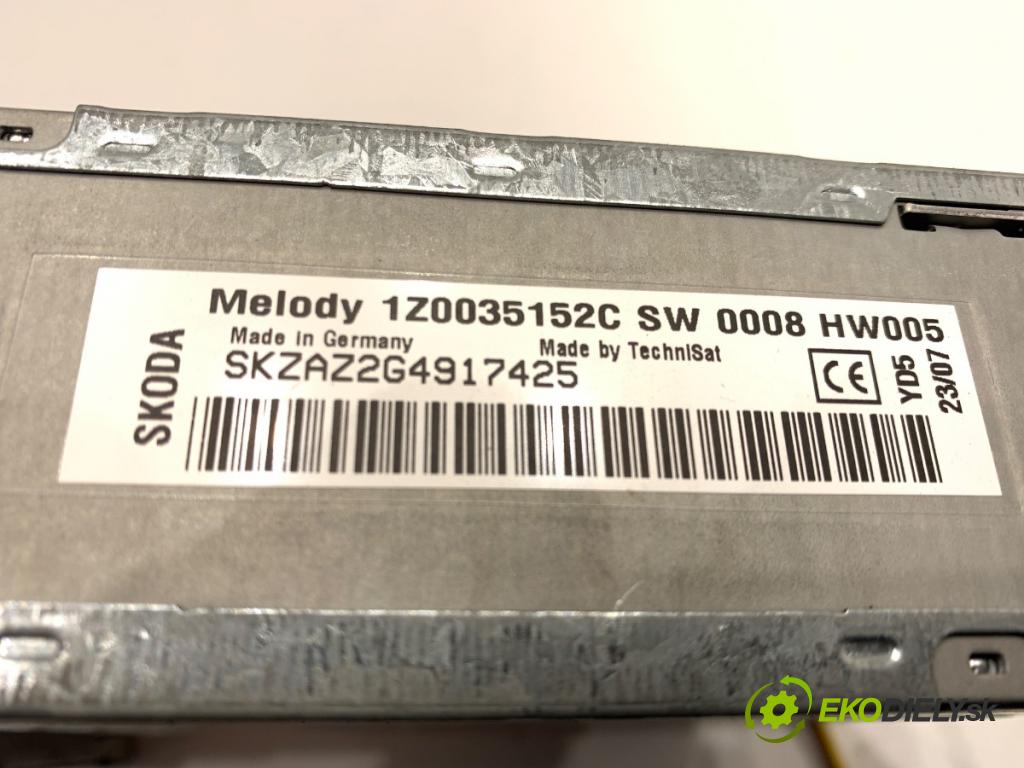 SKODA
Melody 1Z0035152C SW 0008 HW005
Made in Germany
Made by TechniSat
SKZAZ2G4917425
CE
YD5
23/07
EKODIELY.sk